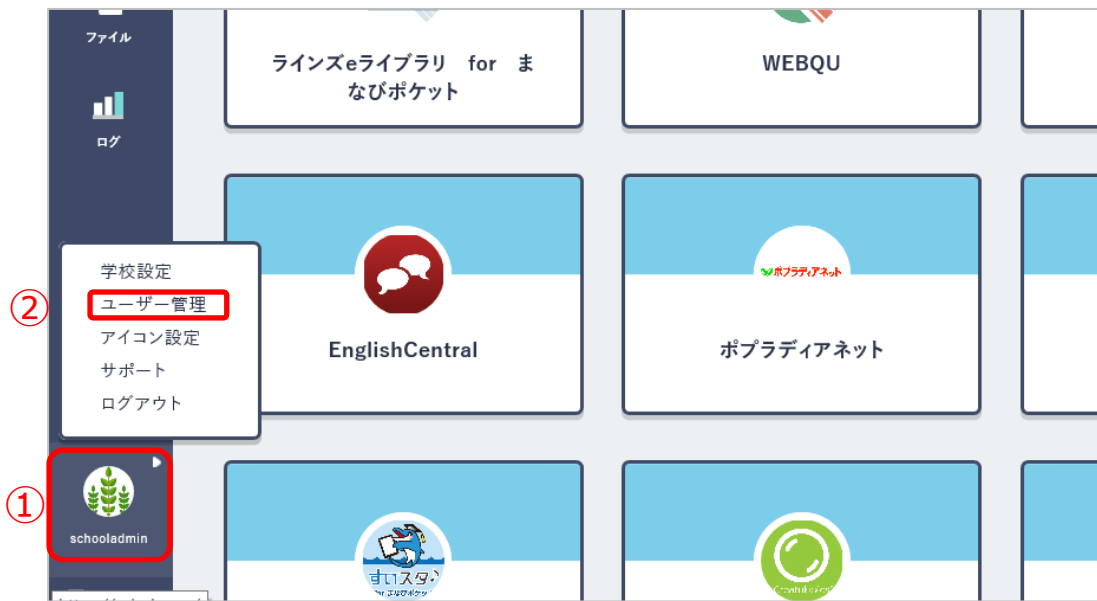 ファイル
ログ
ラインズeライブラリ for ま
なびポケット
WEBQU
学校設定
② ユーザー管理
アイコン設定
サポート
ログアウト
EnglishCentral
ポプラディアネット
ポプラディアネット
①
schooladmin
すいスタ